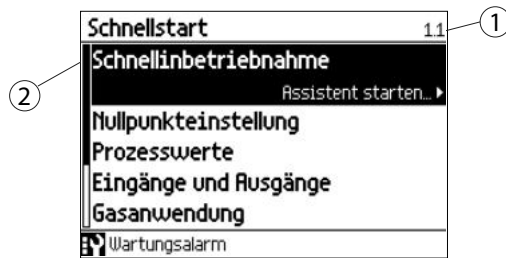 Schnellstart 1.1
Schnellinbetriebnahme
Assistent starten...
Nullpunkteinstellung
Prozesswerte
Eingänge und Ausgänge
Gasanwendung
Wartungsalarm
1
2